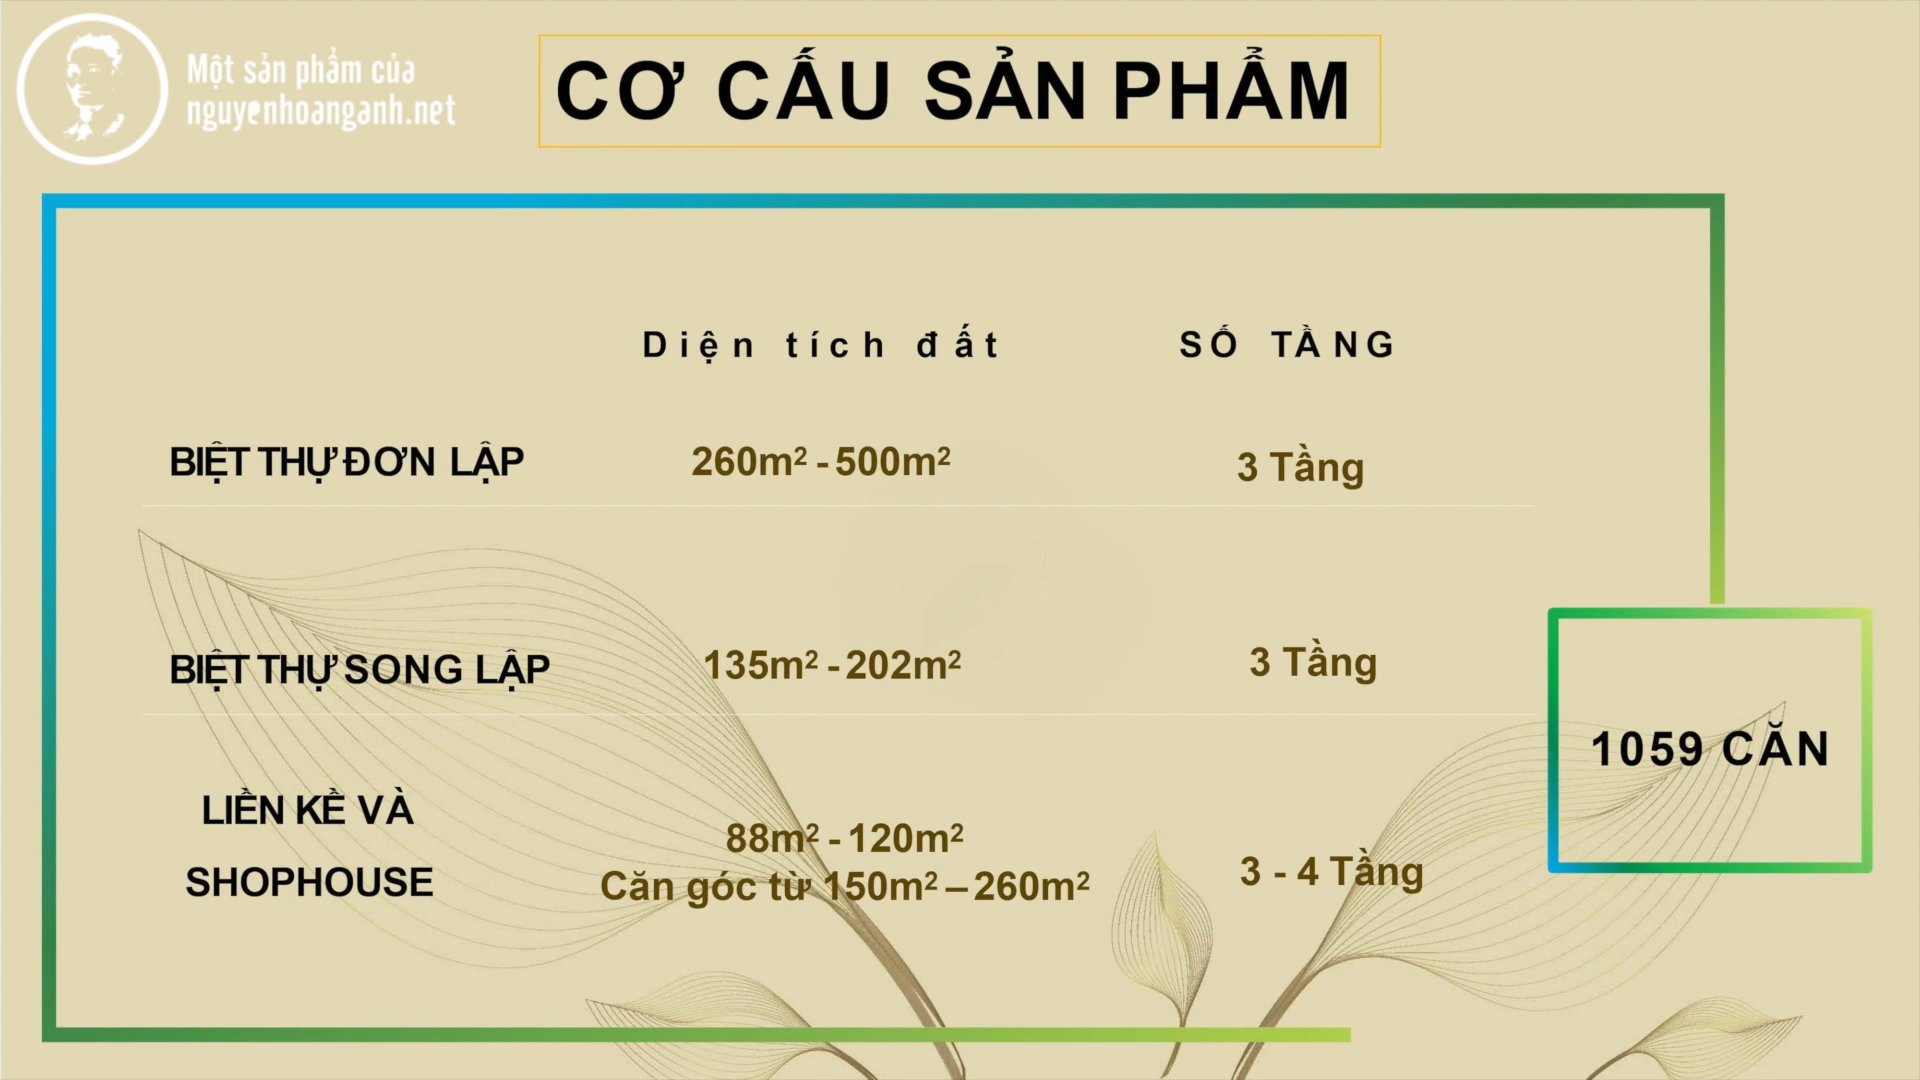 Một sản phẩm của
nguyenhoanganh.net
CƠ CẤU SẢN PHẨM
Diện tích đất SỐ TẦNG
BIỆT THỰ ĐƠN LẬP 260m² - 500m² 3 Tầng
BIỆT THỰ SONG LẬP 135m² - 202m² 3 Tầng
1059 CĂN
LIỀN KỀ VÀ
SHOPHOUSE
88m² - 120m²
Căn góc từ 150m² – 260m²
3 - 4 Tầng